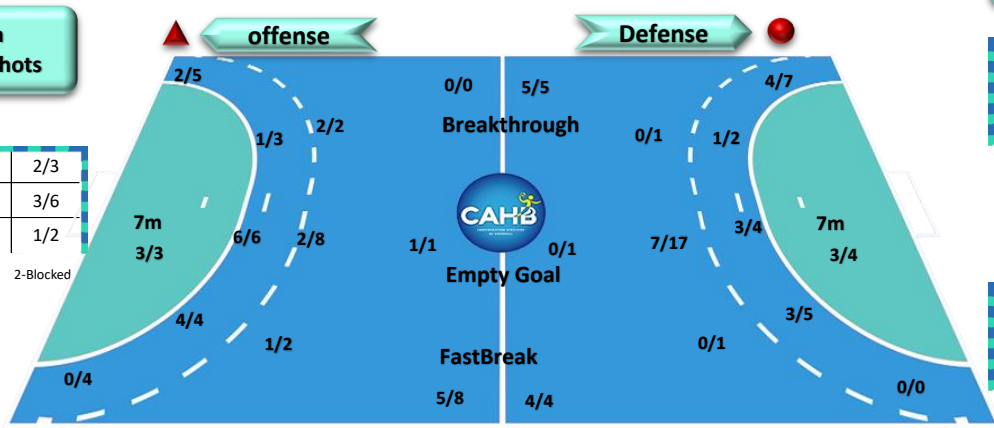 offense
Defense
hots
2/5
0/0
5/5
4/7
Breakthrough
1/3
2/2
0/1
1/2
2/3
3/6
1/2
2-Blocked
7m
3/3
6/6
2/8
1/1
CAHB
0/1
7/17
3/4
7m
3/4
Empty Goal
4/4
1/2
FastBreak
0/1
3/5
0/4
5/8
4/4
0/0